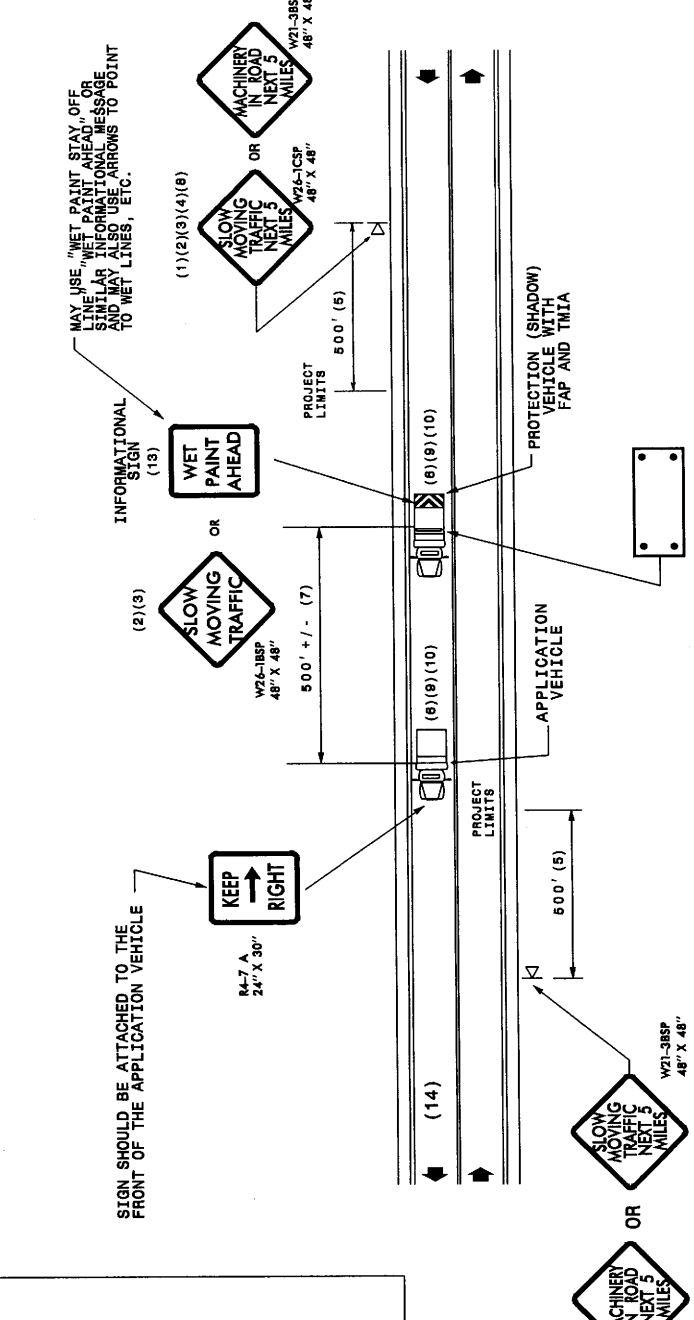 MAY USE "WET PAINT STAY OFF
LINE", "WET PAINT AHEAD", OR
SIMILAR INFORMATIONAL MESSAGE
AND MAY ALSO USE ARROWS TO POINT
TO WET LINES, ETC.
SIGN SHOULD BE ATTACHED TO THE
FRONT OF THE APPLICATION VEHICLE
KEEP
RIGHT
R4-7 A
24" X 30"
(2)(3)
SLOW
MOVING
TRAFFIC
W26-1BSP
48" X 48"
OR
INFORMATIONAL
SIGN
(13)
WET
PAINT
AHEAD
(1)(2)(3)(4)(8)
SLOW
MOVING
TRAFFIC
NEXT 5
MILES
W26-1CSP
48" X 48"
OR
MACHINERY
IN ROAD
NEXT 5
MILES
W21-3BSP
48" X 48"
500' +/- (7)
PROJECT
LIMITS
500' (5)
(14)
(6)(9)(10)
(6)(9)(10)
PROJECT
LIMITS
500' (5)
APPLICATION
VEHICLE
PROTECTION (SHADOW)
VEHICLE WITH
FAP AND TMIA
IN ROAD
NEXT 5
MILES
OR
SLOW
MOVING
TRAFFIC
NEXT 5
MILES
W21-3BSP
48" X 48"